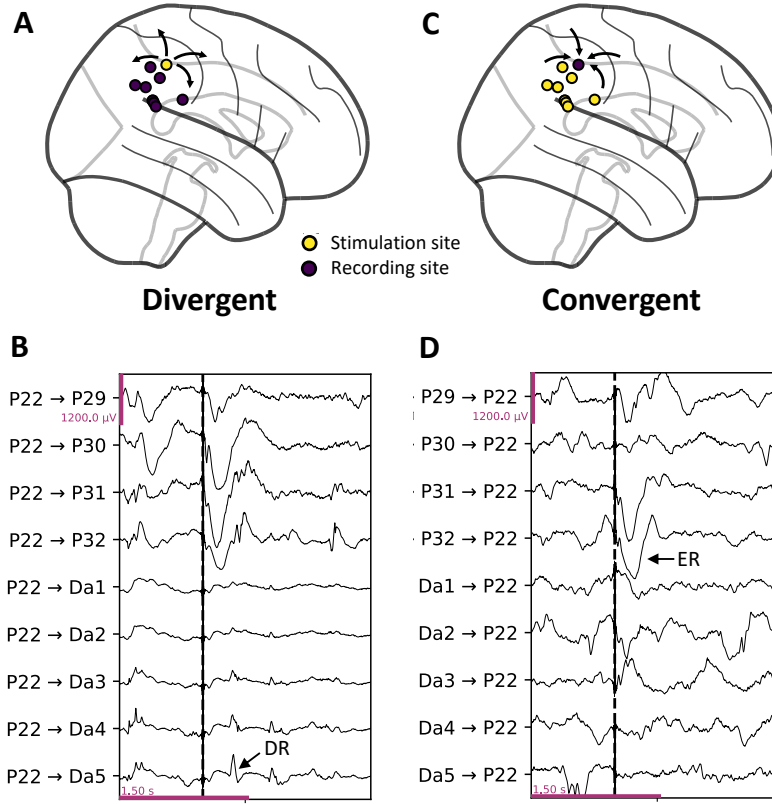 A
C
Stimulation site
Recording site
Divergent
Convergent
B
P22 → P29
1200.0 µV
P22 → P30
P22 → P31
P22 → P32
P22 → Da1
P22 → Da2
P22 → Da3
P22 → Da4
P22 → Da5
DR
1.50 s
D
P29 → P22
1200.0 µV
P30 → P22
P31 → P22
P32 → P22
ER
Da1 → P22
Da2 → P22
Da3 → P22
Da4 → P22
Da5 → P22
1.50 s